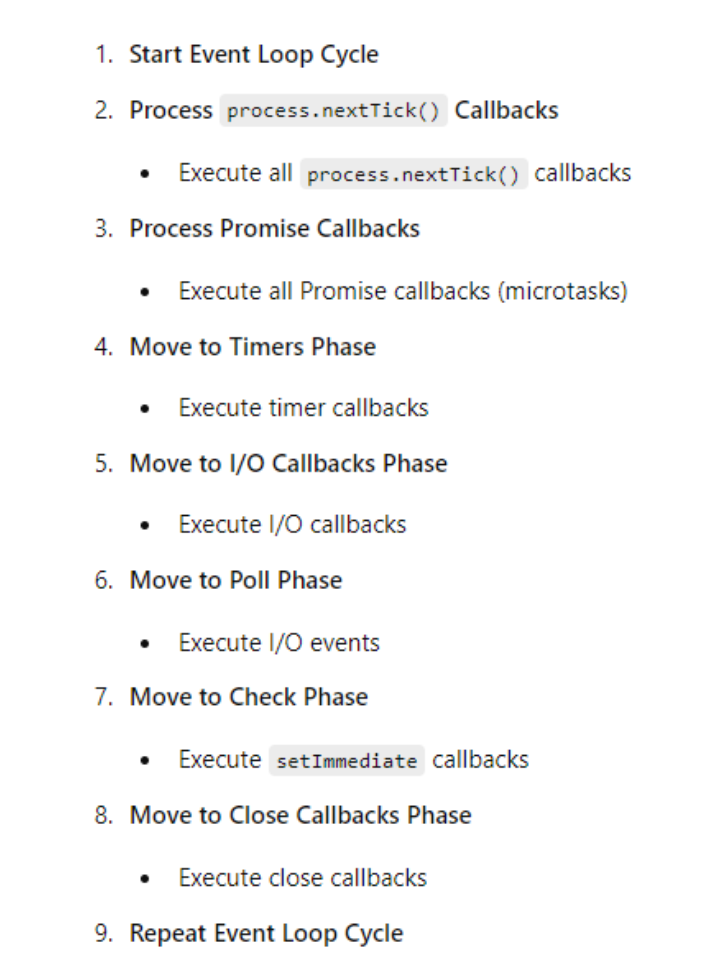 1. Start Event Loop Cycle
2. Process process.nextTick() Callbacks
• Execute all process.nextTick() callbacks
3. Process Promise Callbacks
• Execute all Promise callbacks (microtasks)
4. Move to Timers Phase
• Execute timer callbacks
5. Move to I/O Callbacks Phase
• Execute I/O callbacks
6. Move to Poll Phase
• Execute I/O events
7. Move to Check Phase
• Execute setImmediate callbacks
8. Move to Close Callbacks Phase
• Execute close callbacks
9. Repeat Event Loop Cycle